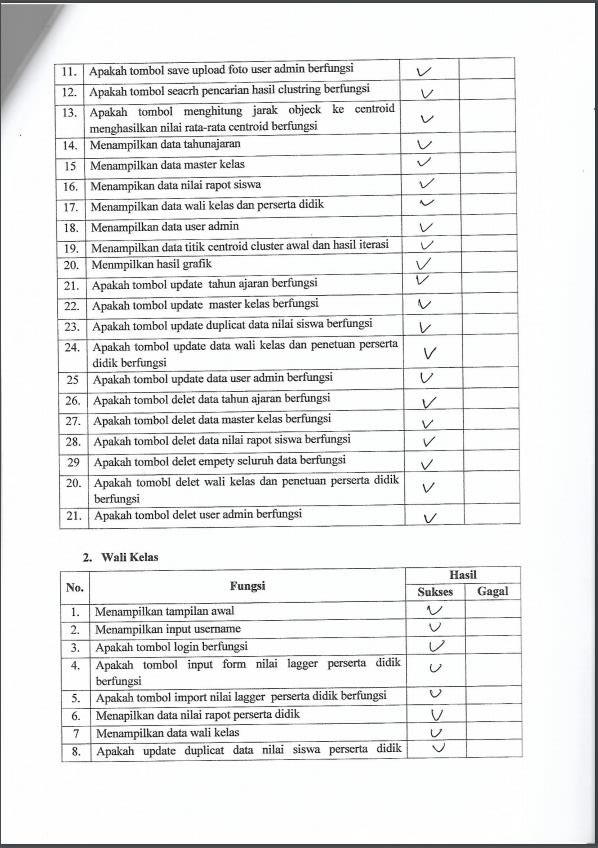 11. Apakah tombol save upload foto user admin berfungsi ✓
12. Apakah tombol seacrh pencarian hasil clustring berfungsi ✓
13. Apakah tombol menghitung jarak objeck ke centroid ✓
menghasilkan nilai rata-rata centroid berfungsi
14. Menampilkan data tahunajaran ✓
15 Menampilkan data master kelas ✓
16. Menampikan data nilai rapot siswa ✓
17. Menampilkan data wali kelas dan perserta didik ✓
18. Menampilkan data user admin ✓
19. Menampilkan data titik centroid cluster awal dan hasil iterasi ✓
20. Menmpilkan hasil grafik ✓
21. Apakah tombol update tahun ajaran berfungsi ✓
22. Apakah tombol update master kelas berfungsi ✓
23. Apakah tombol update duplicat data nilai siswa berfungsi ✓
24. Apakah tombol update data wali kelas dan penetuan perserta ✓
didik berfungsi
25 Apakah tombol update data user admin berfungsi ✓
26. Apakah tombol delet data tahun ajaran berfungsi ✓
27. Apakah tombol delet data master kelas berfungsi ✓
28. Apakah tombol delet data nilai rapot siswa berfungsi ✓
29 Apakah tombol delet empety seluruh data berfungsi ✓
20. Apakah tomobl delet wali kelas dan penetuan perserta didik ✓
berfungsi
21. Apakah tombol delet user admin berfungsi ✓
2. Wali Kelas
No. Fungsi Hasil
Sukses Gagal
1. Menampilkan tampilan awal ✓
2. Menampilkan input username ✓
3. Apakah tombol login berfungsi ✓
4. Apakah tombol input form nilai lagger perserta didik ✓
berfungsi
5. Apakah tombol import nilai lagger perserta didik berfungsi ✓
6. Menapilkan data nilai rapot perserta didik ✓
7 Menampilkan data wali kelas ✓
8. Apakah update duplicat data nilai siswa perserta didik ✓